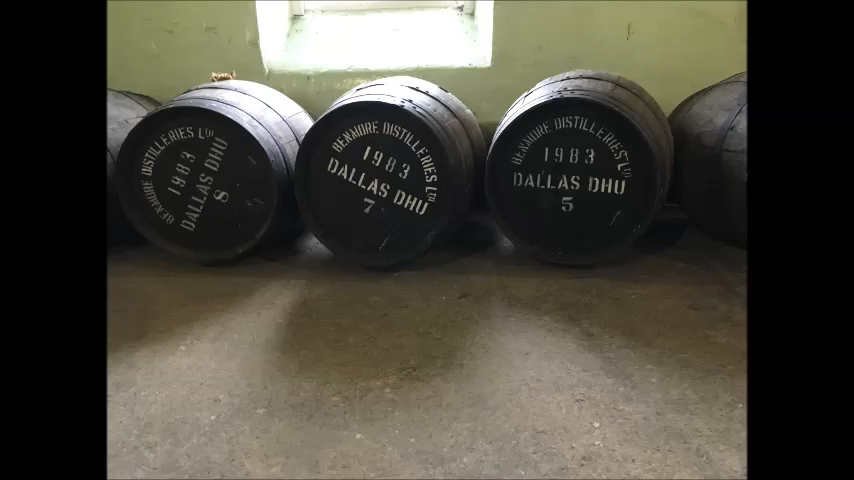 BENMORE DISTILLERIES LTD
1983
DALLAS DHU
8
BENMORE DISTILLERIES LTD
1983
DALLAS DHU
7
BENMORE DISTILLERIES LTD
1983
DALLAS DHU
5